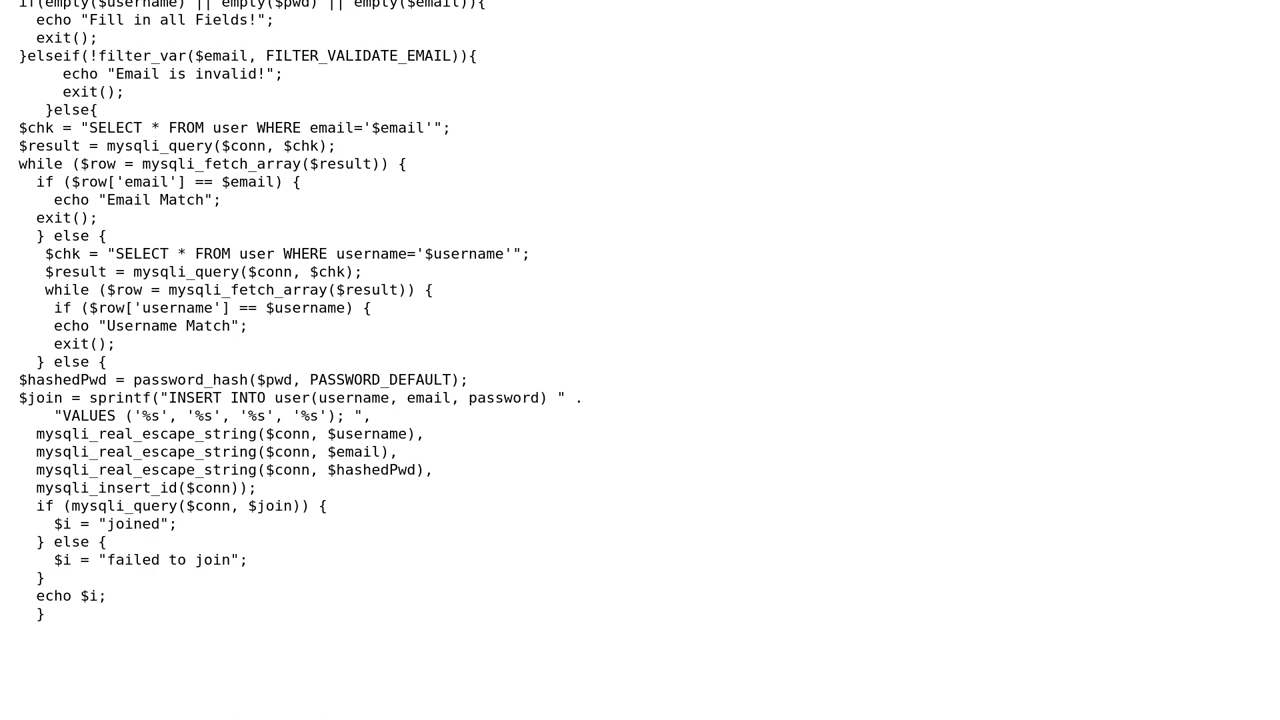 if(empty($username) || empty($pwd) || empty($email)){
  echo "Fill in all Fields!";
  exit();
}elseif(!filter_var($email, FILTER_VALIDATE_EMAIL)){
     echo "Email is invalid!";
     exit();
   }else{
$chk = "SELECT * FROM user WHERE email='$email'";
$result = mysqli_query($conn, $chk);
while ($row = mysqli_fetch_array($result)) {
  if ($row['email'] == $email) {
    echo "Email Match";
  exit();
  } else {
   $chk = "SELECT * FROM user WHERE username='$username'";
   $result = mysqli_query($conn, $chk);
   while ($row = mysqli_fetch_array($result)) {
    if ($row['username'] == $username) {
    echo "Username Match";
    exit();
  } else {
$hashedPwd = password_hash($pwd, PASSWORD_DEFAULT);
$join = sprintf("INSERT INTO user(username, email, password) " .
    "VALUES ('%s', '%s', '%s', '%s'); ",
  mysqli_real_escape_string($conn, $username),
  mysqli_real_escape_string($conn, $email),
  mysqli_real_escape_string($conn, $hashedPwd),
  mysqli_insert_id($conn));
  if (mysqli_query($conn, $join)) {
    $i = "joined";
  } else {
    $i = "failed to join";
  }
  echo $i;
  }